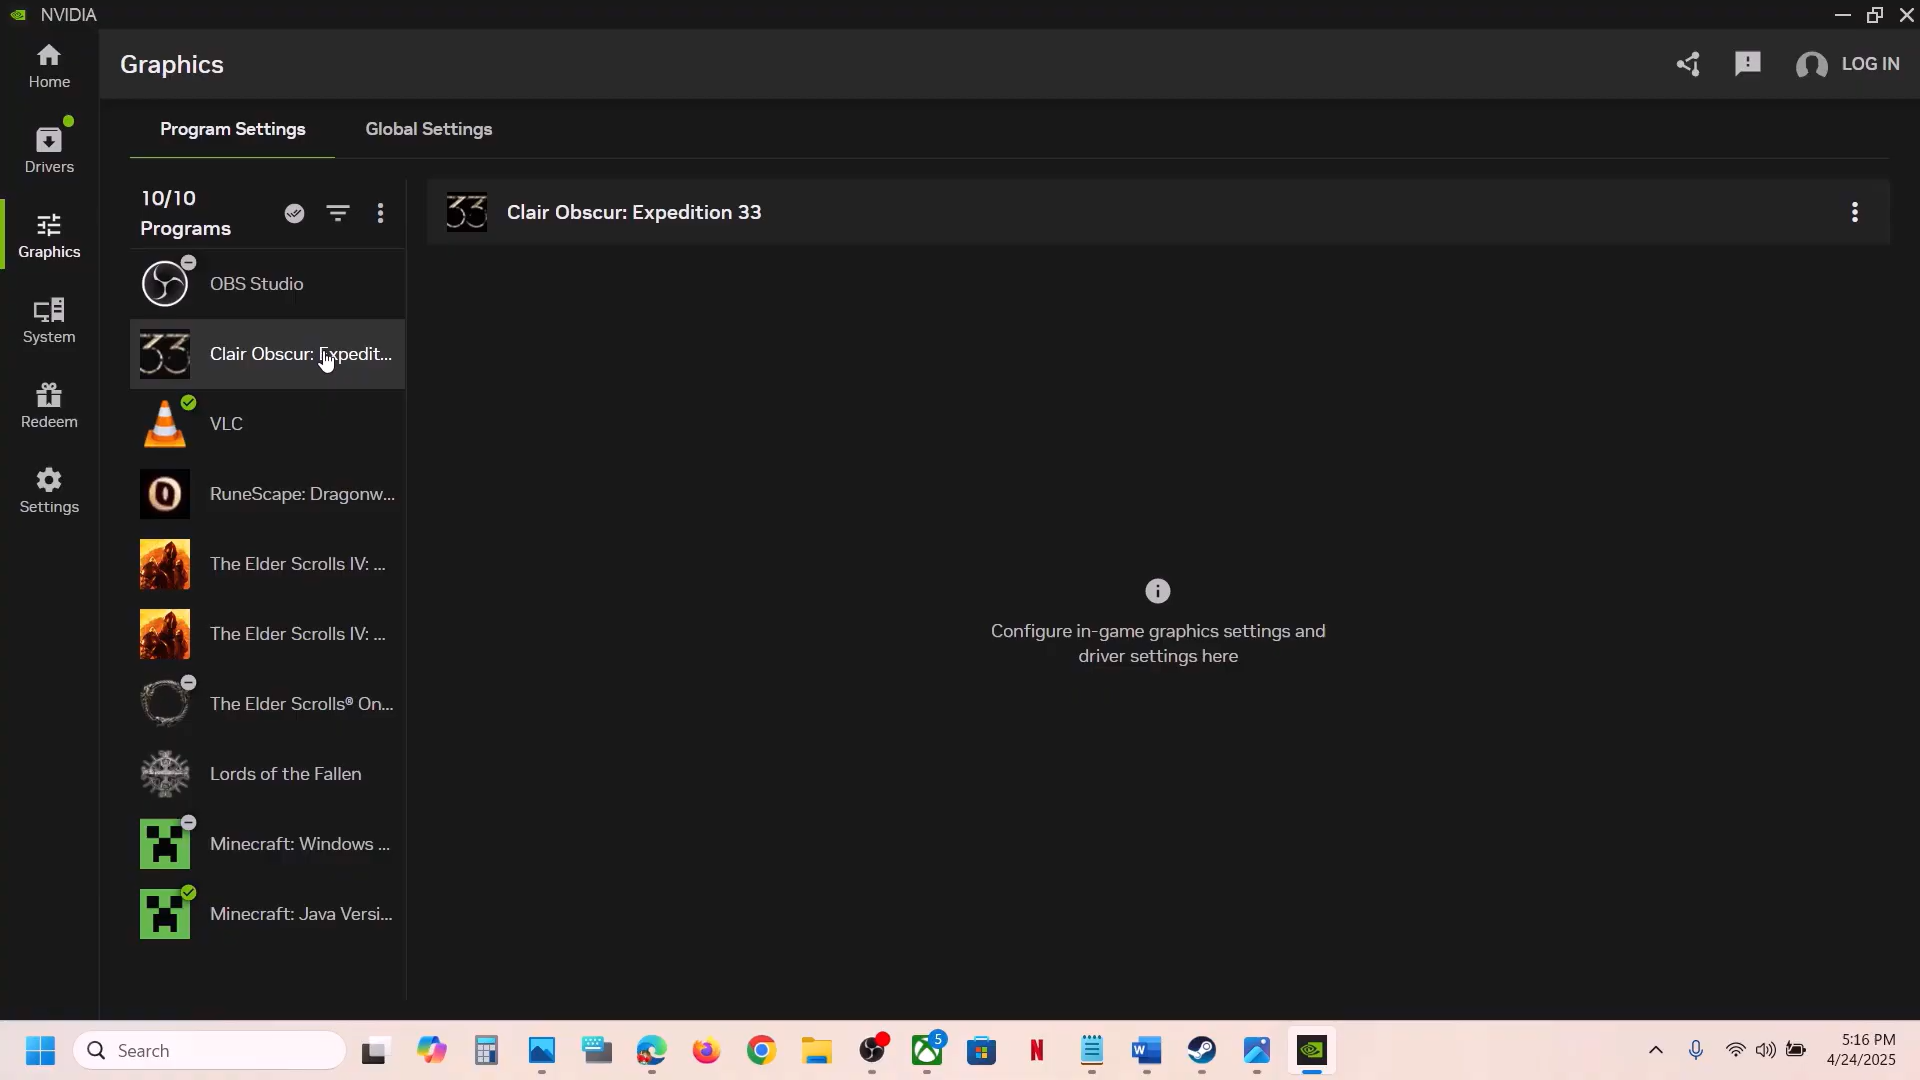 NVIDIA
Home
Drivers
Graphics
System
Redeem
Settings
Graphics
LOG IN
Program Settings
Global Settings
10/10
Programs
OBS Studio
Clair Obscur: Expedit...
VLC
RuneScape: Dragonw...
The Elder Scrolls IV: ...
The Elder Scrolls IV: ...
The Elder Scrolls® On...
Lords of the Fallen
Minecraft: Windows ...
Minecraft: Java Versi...
33
Clair Obscur: Expedition 33
Configure in-game graphics settings and
driver settings here
Search
5
N
W
5:16 PM
4/24/2025